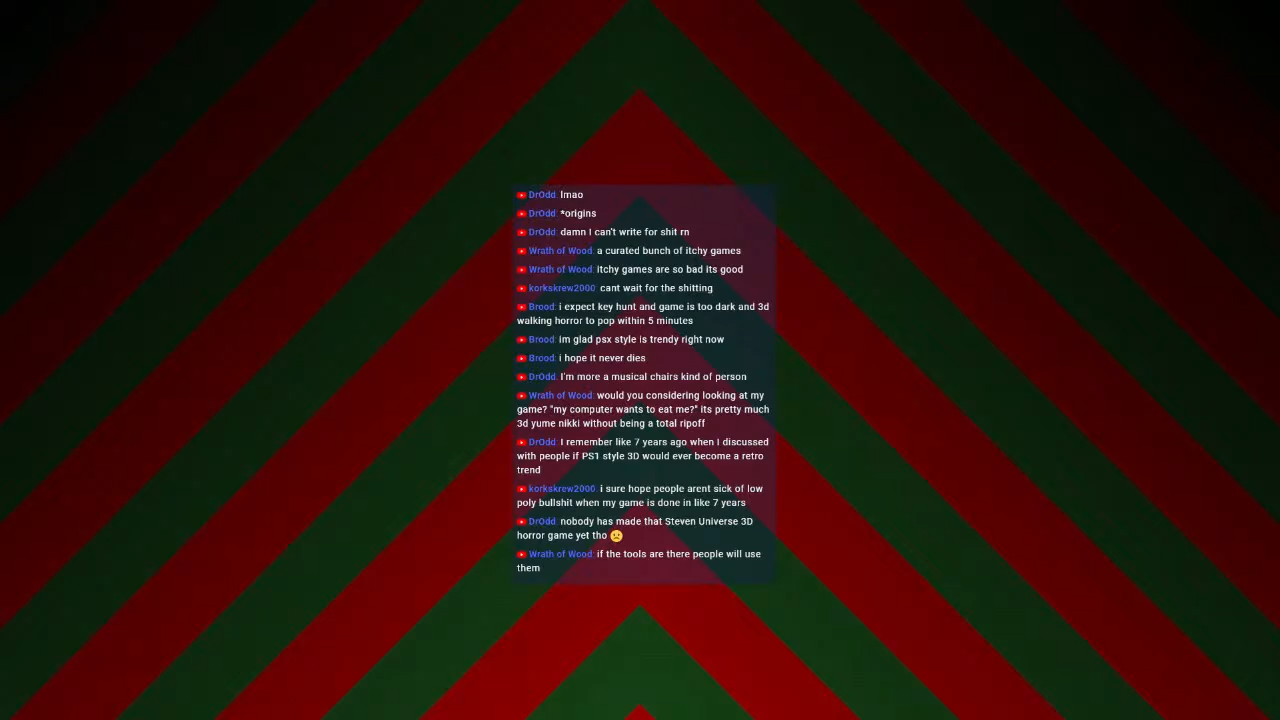 DrOdd: lmao
DrOdd: *origins
DrOdd: damn I can't write for shit rn
Wrath of Wood: a curated bunch of itchy games
Wrath of Wood: itchy games are so bad its good
korkskrew2000: cant wait for the shitting
Brood: i expect key hunt and game is too dark and 3d
walking horror to pop within 5 minutes
Brood: im glad psx style is trendy right now
Brood: i hope it never dies
DrOdd: I'm more a musical chairs kind of person
Wrath of Wood: would you considering looking at my
game? "my computer wants to eat me?" its pretty much
3d yume nikki without being a total ripoff
DrOdd: I remember like 7 years ago when I discussed
with people if PS1 style 3D would ever become a retro
trend
korkskrew2000: i sure hope people arent sick of low
poly bullshit when my game is done in like 7 years
DrOdd: nobody has made that Steven Universe 3D
horror game yet tho ☹️
Wrath of Wood: if the tools are there people will use
them